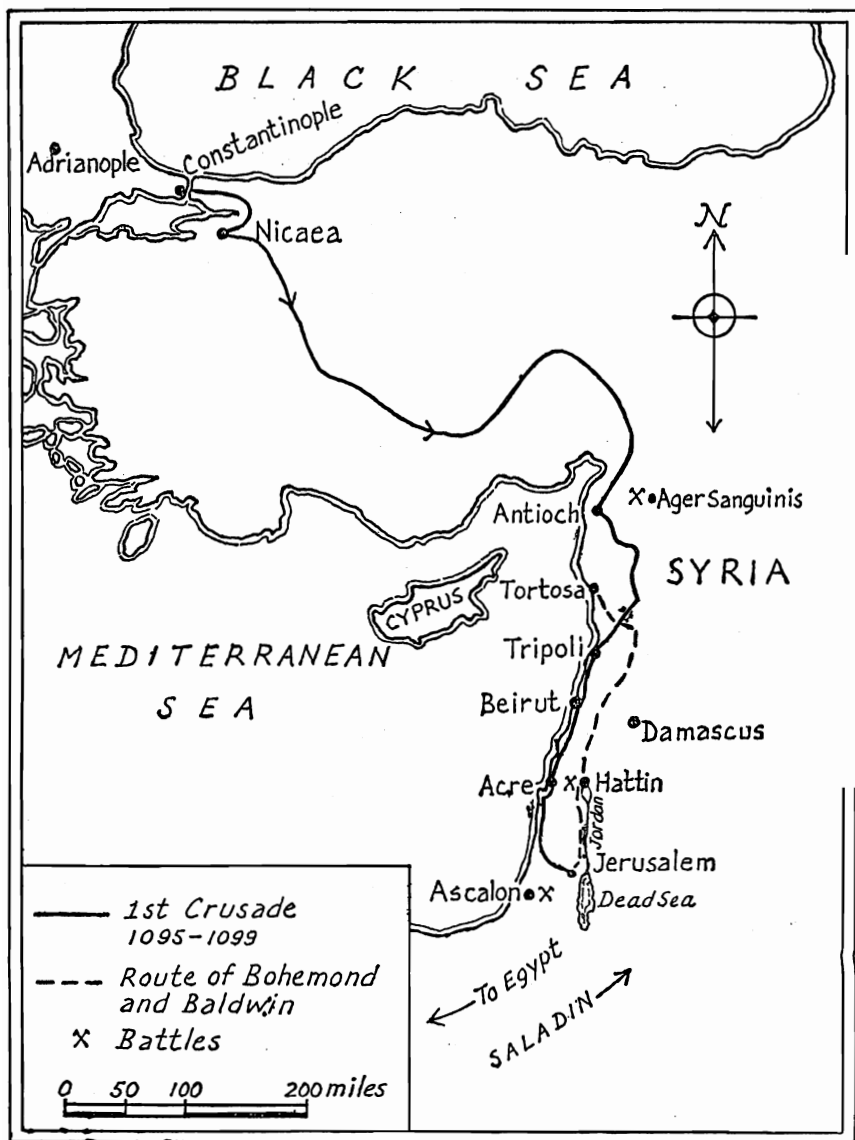 BLACK SEA
Constantinople
Adrianople
Nicaea
N
Antioch
x Ager Sanguinis
SYRIA
Tortosa
CYPRUS
MEDITERRANEAN
SEA
Tripoli
Beirut
Damascus
Acre
x
Hattin
Jordan
Jerusalem
Ascalon
x
Dead Sea
To Egypt
SALADIN
1st Crusade
1095-1099
Route of Bohemond
and Baldwin
x Battles
0 50 100 200 miles